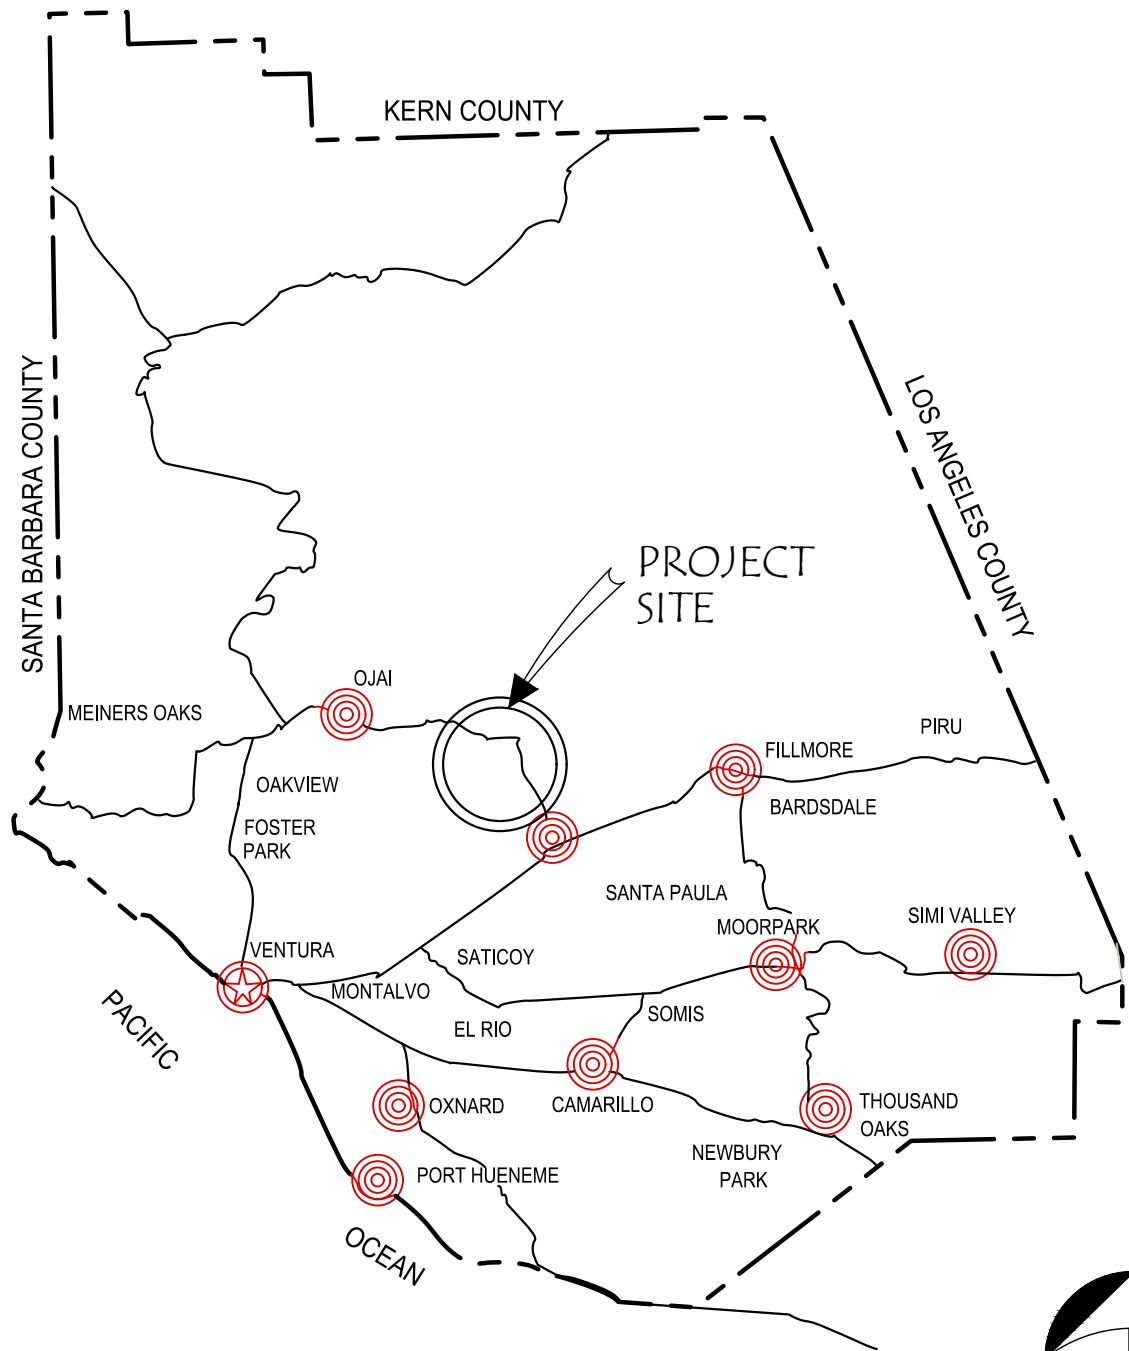 KERN COUNTY
SANTA BARBARA COUNTY
LOS ANGELES COUNTY
PROJECT
SITE
OJAI
MEINERS OAKS
PIRU
FILLMORE
OAKVIEW
BARDSDALE
FOSTER
PARK
SANTA PAULA
MOORPARK
SIMI VALLEY
VENTURA
SATICOY
MONTALVO
SOMIS
EL RIO
PACIFIC
OXNARD
CAMARILLO
THOUSAND
OAKS
NEWBURY
PARK
PORT HUENEME
OCEAN